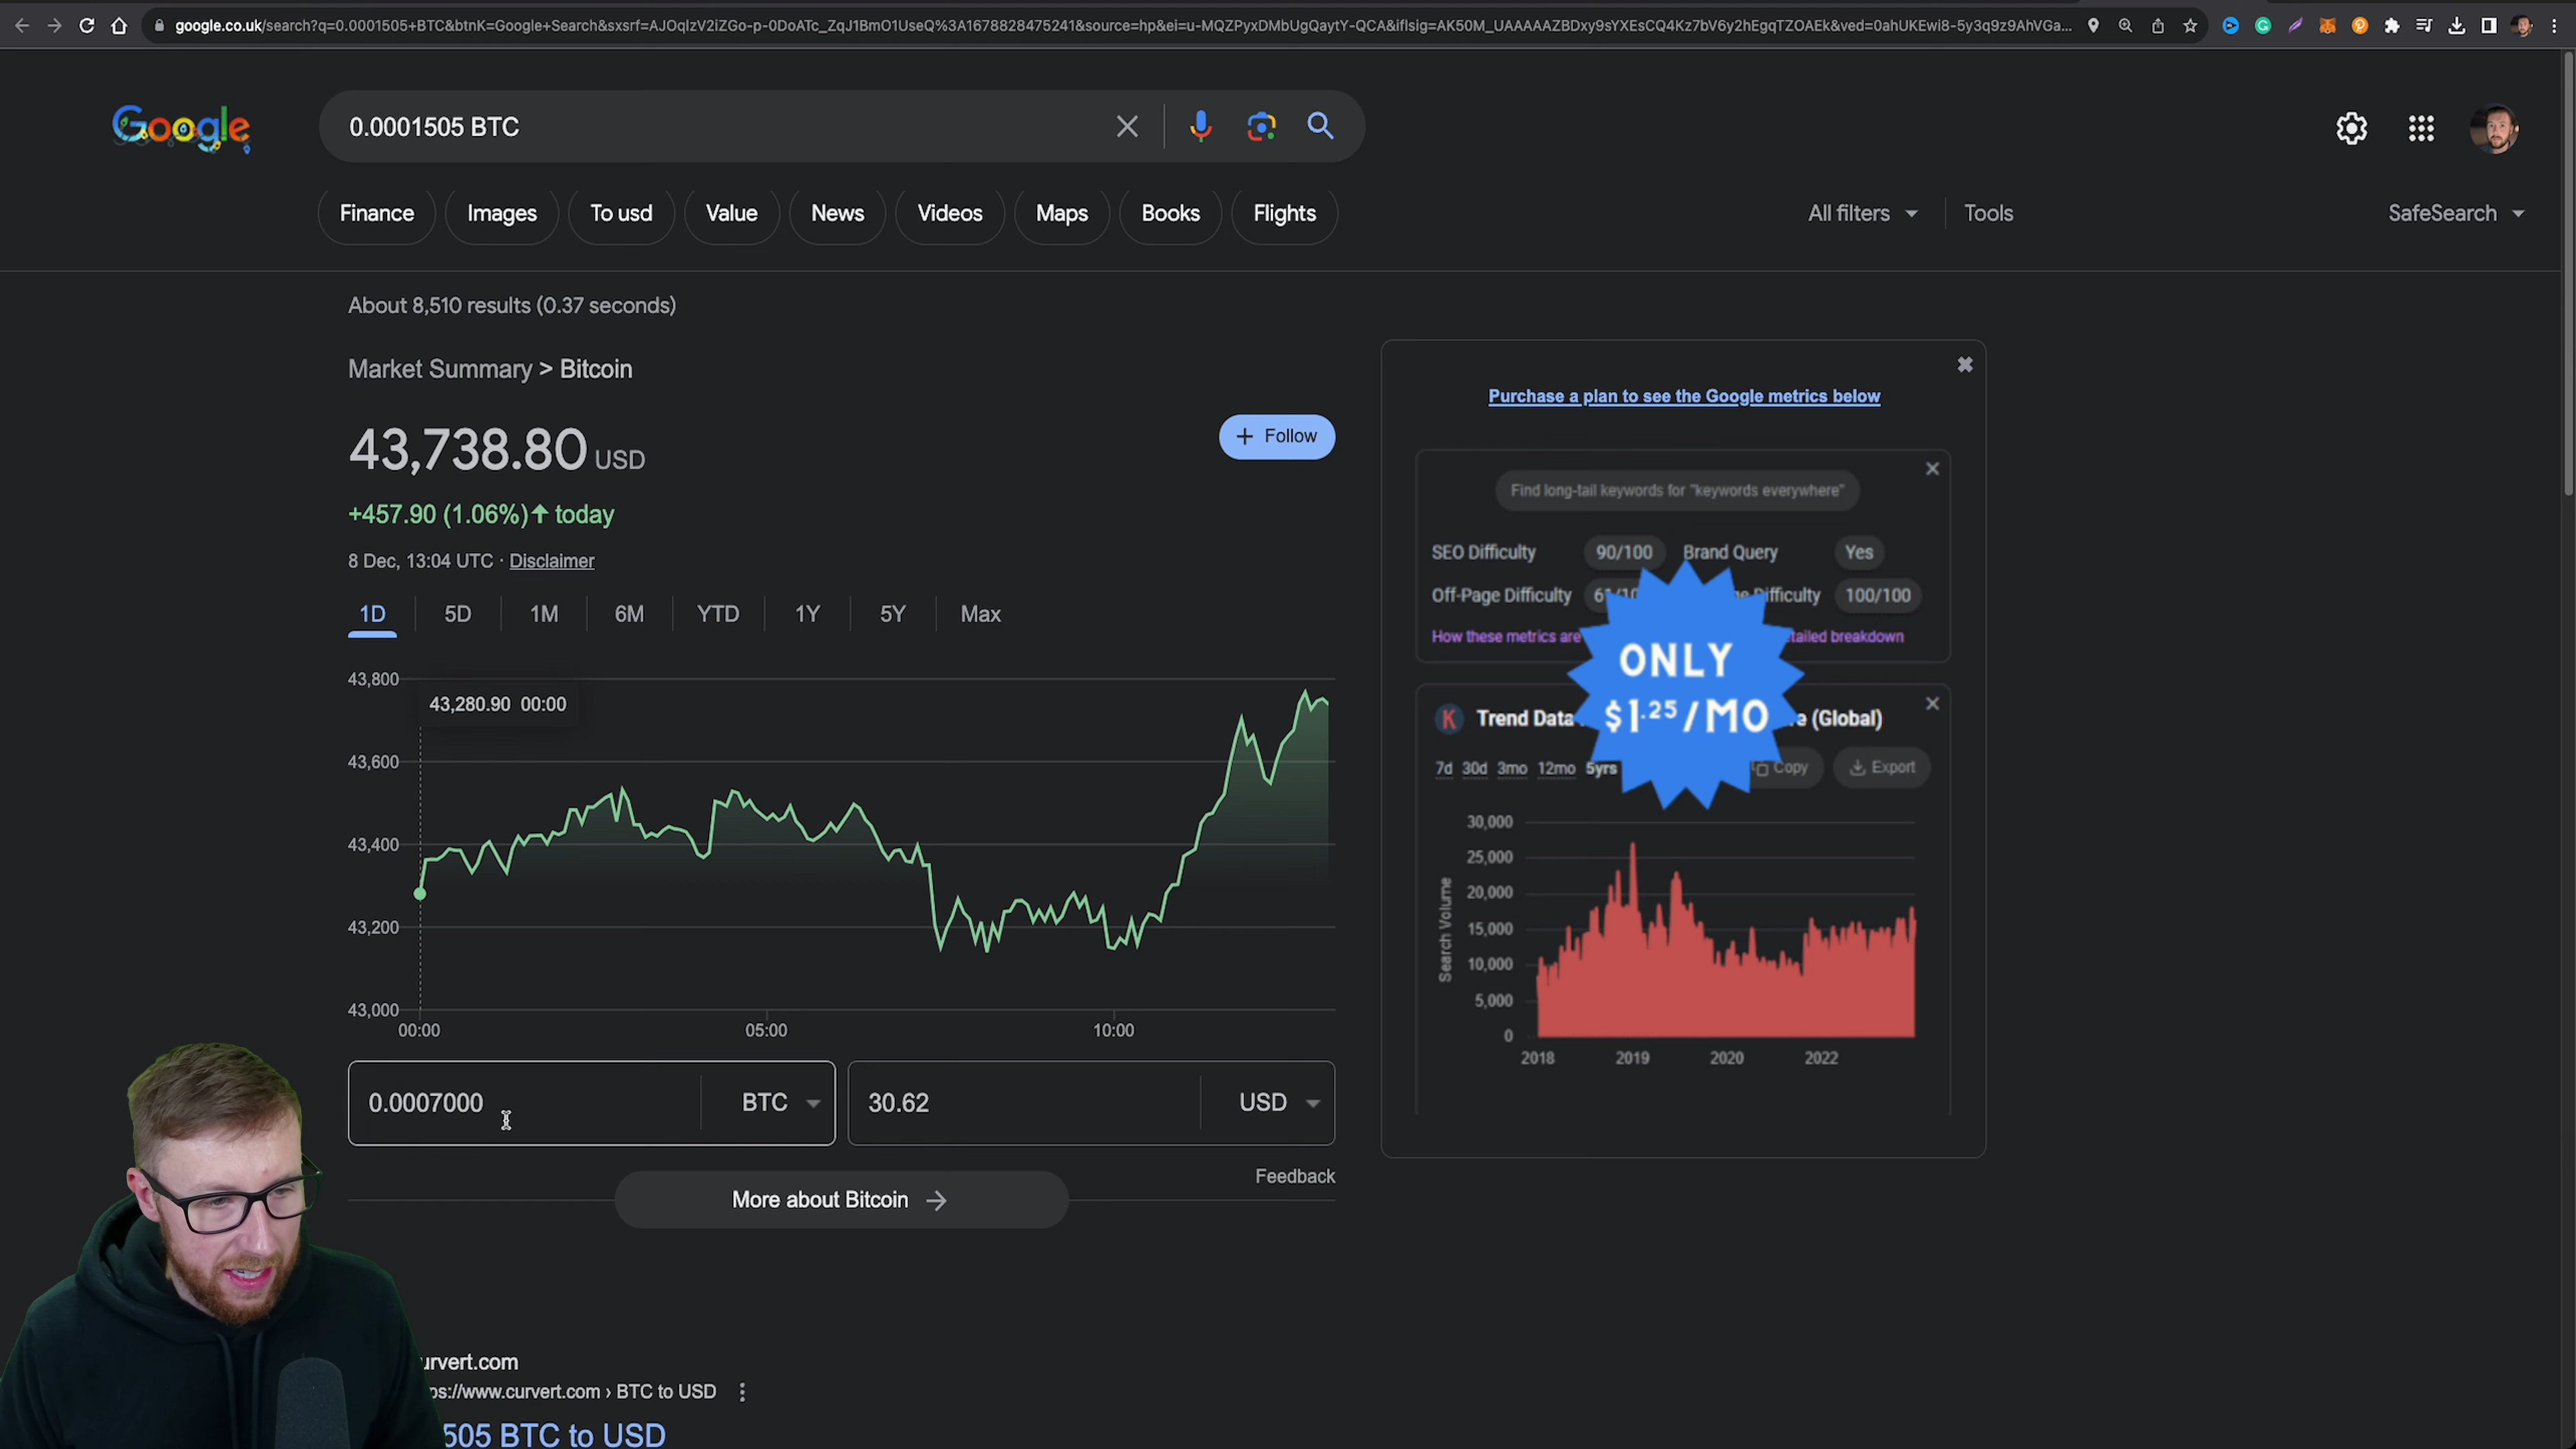 google.co.uk/search?q=0.0001505+BTC&btnK=Google+Search&sxsrf=AJOqlzV2iZGo-p-0DoATc_ZqJ1BmO1UseQ%3A1678828475241&source=hp&ei=u-MQZPyxDMbUgQaytY-QCA&iflsig=AK50M_UAAAAAZBDxy9sYXEsCQ4Kz7bV6y2hEgqTZOAEk&ved=0ahUKEwi8-5y3q9z9AhVGa...
Google
0.0001505 BTC
Finance Images To usd Value News Videos Maps Books Flights All filters Tools SafeSearch
About 8,510 results (0.37 seconds)
Market Summary > Bitcoin
43,738.80 USD
+ Follow
+457.90 (1.06%) today
8 Dec, 13:04 UTC · Disclaimer
1D 5D 1M 6M YTD 1Y 5Y Max
43,800
43,280.90 00:00
43,600
43,400
43,200
43,000
00:00 05:00 10:00
0.0007000 BTC 30.62 USD
Feedback
More about Bitcoin
Purchase a plan to see the Google metrics below
Find long-tail keywords for "keywords everywhere"
SEO Difficulty 90/100 Brand Query Yes
Off-Page Difficulty ifficulty 100/100
How these metrics are tailed breakdown
ONLY
$1.25/MO
K Trend Data e (Global)
7d 30d 3mo 12mo 5yrs Copy Export
30,000
25,000
20,000
15,000
10,000
5,000
0
Search Volume
2018 2019 2020 2022
urvert.com
ps://www.curvert.com › BTC to USD
505 BTC to USD